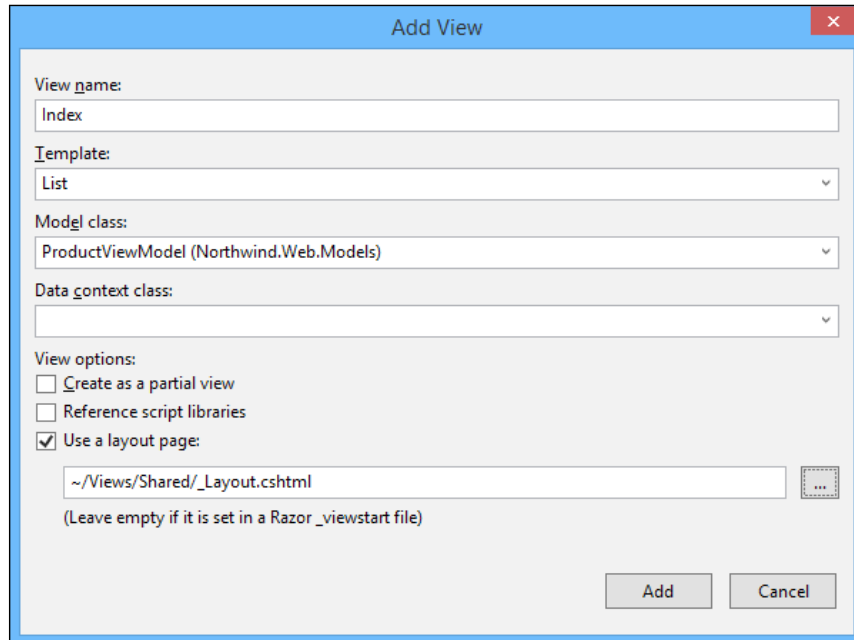 Add View
View name:
Index
Template:
List
Model class:
ProductViewModel (Northwind.Web.Models)
Data context class:
View options:
Create as a partial view
Reference script libraries
Use a layout page:
~/Views/Shared/_Layout.cshtml
...
(Leave empty if it is set in a Razor _viewstart file)
Add Cancel